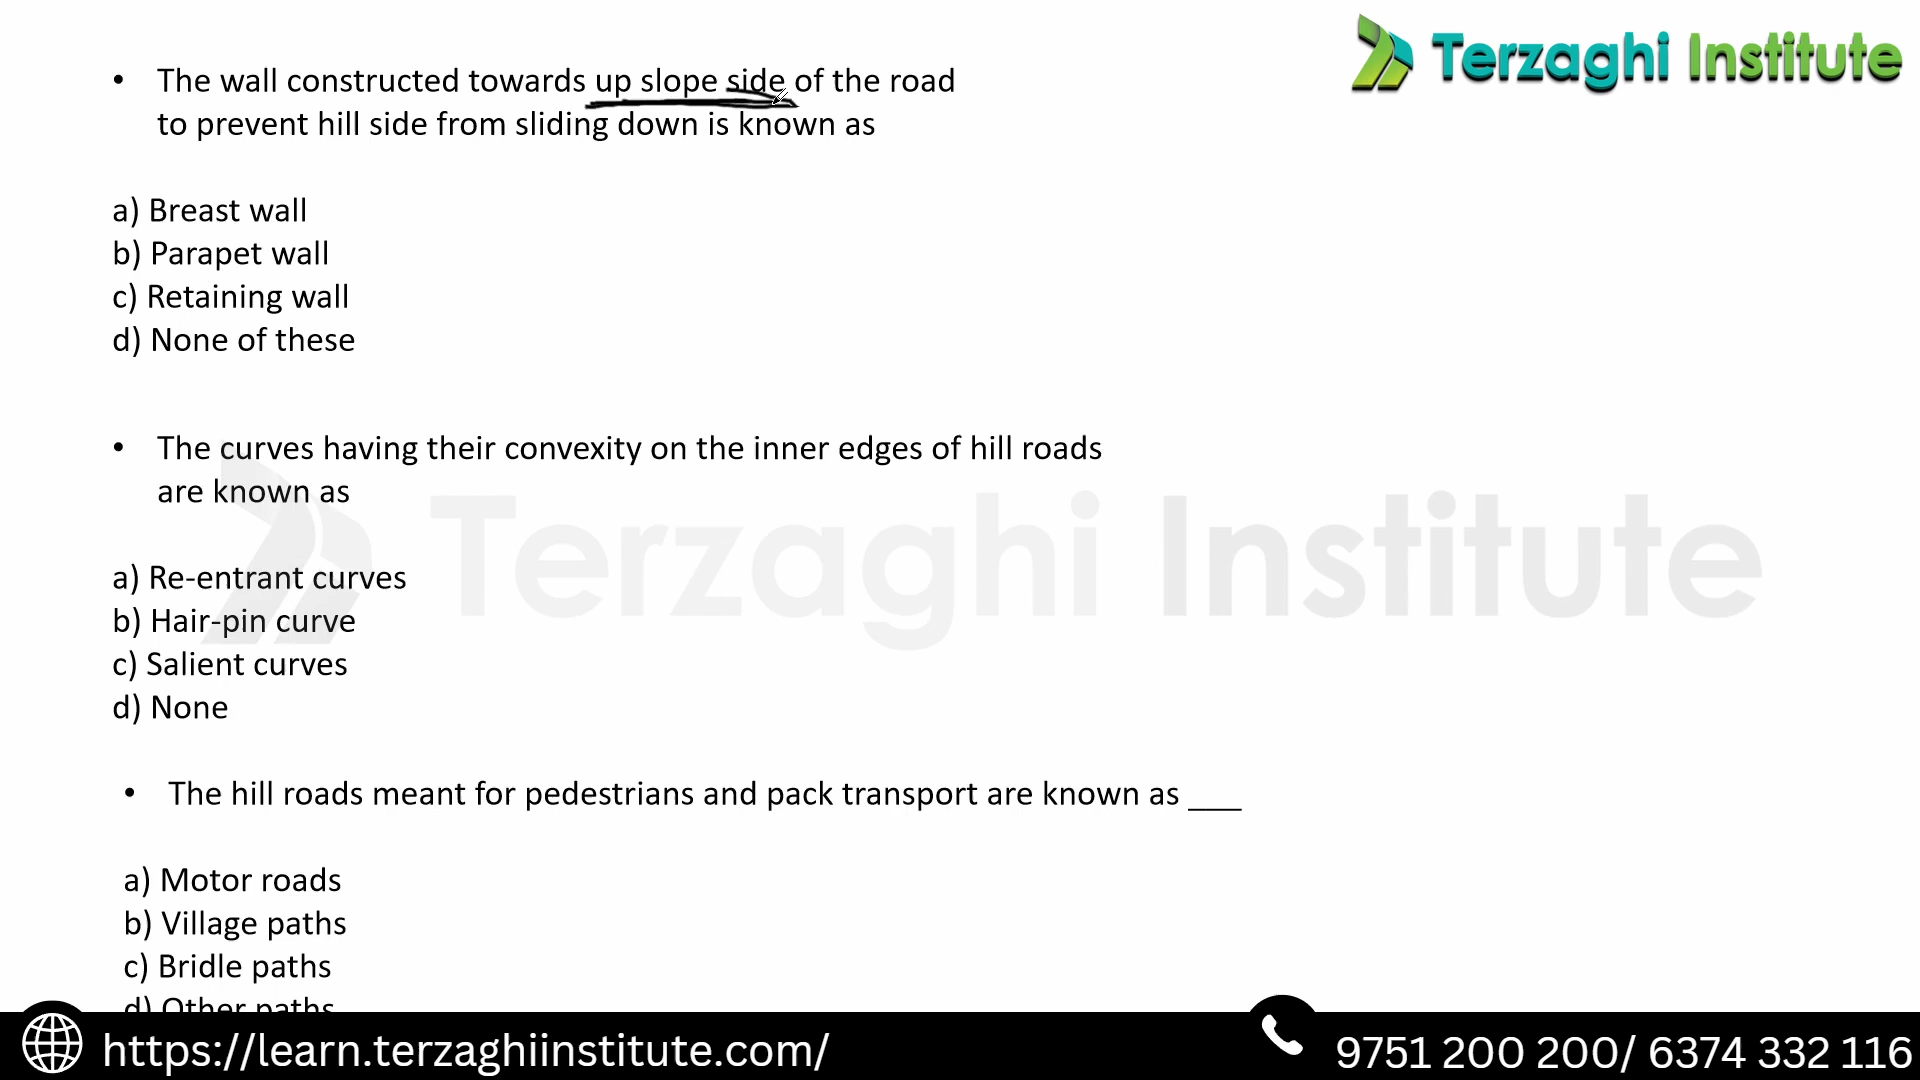 Terzaghi Institute
• The wall constructed towards up slope side of the road
to prevent hill side from sliding down is known as
a) Breast wall
b) Parapet wall
c) Retaining wall
d) None of these
• The curves having their convexity on the inner edges of hill roads
are known as
Terzaghi Institute
a) Re-entrant curves
b) Hair-pin curve
c) Salient curves
d) None
• The hill roads meant for pedestrians and pack transport are known as ___
a) Motor roads
b) Village paths
c) Bridle paths
d) Other paths
https://learn.terzaghiinstitute.com/
9751 200 200/ 6374 332 116